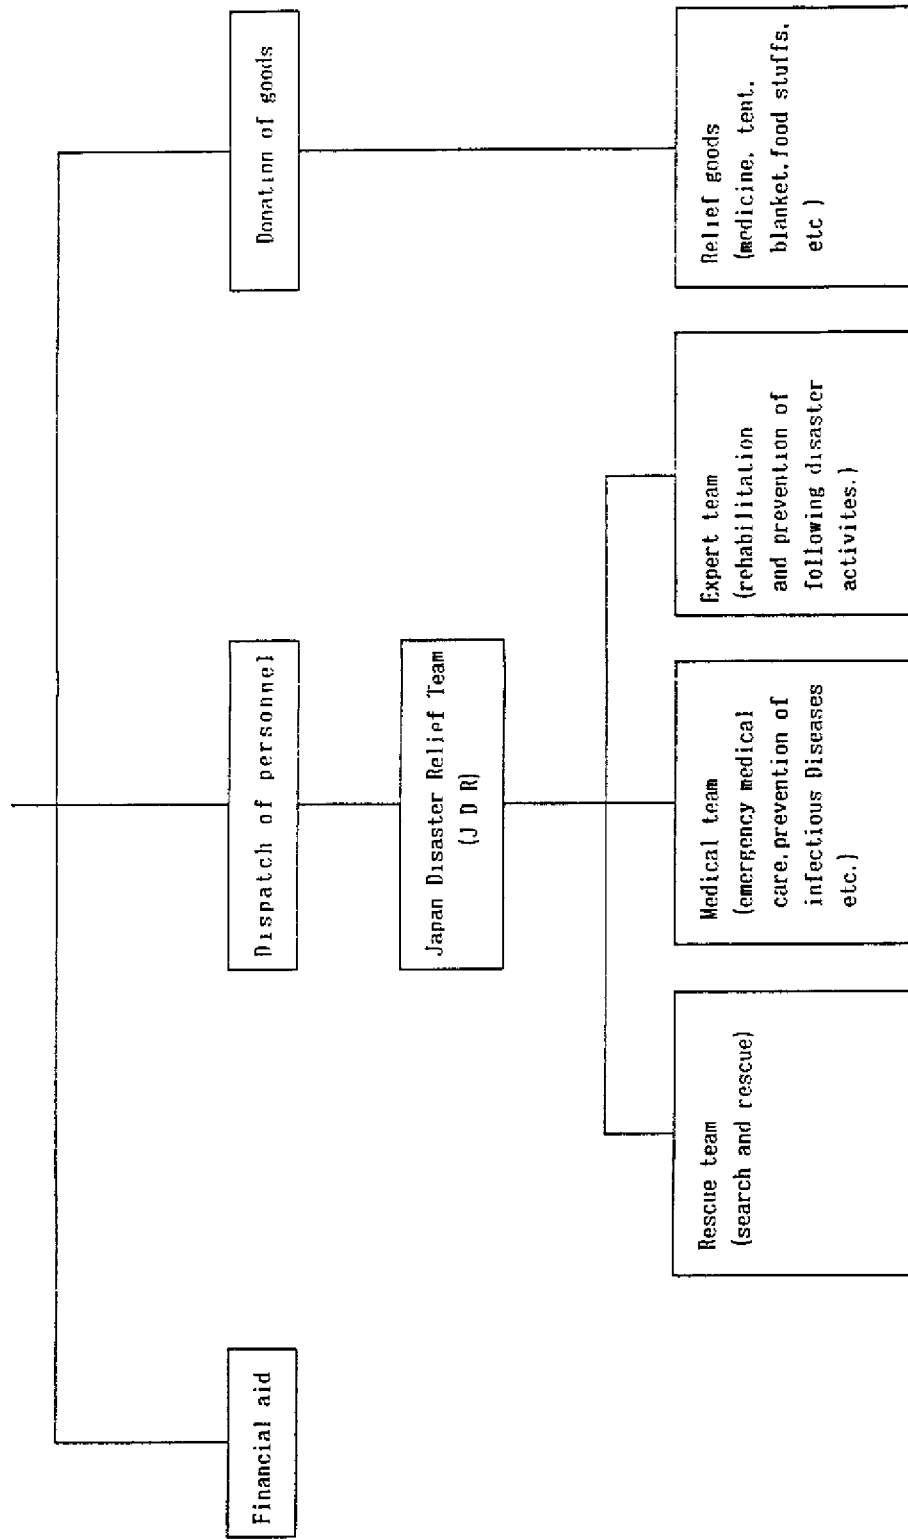 Financial aid
Dispatch of personnel
Donation of goods
Japan Disaster Relief Team
(J D R)
Rescue team
(search and rescue)
Medical team
(emergency medical
care, prevention of
infectious Diseases
etc.)
Expert team
(rehabilitation
and prevention of
following disaster
activites.)
Relief goods
(medicine, tent,
blanket, food stuffs,
etc )